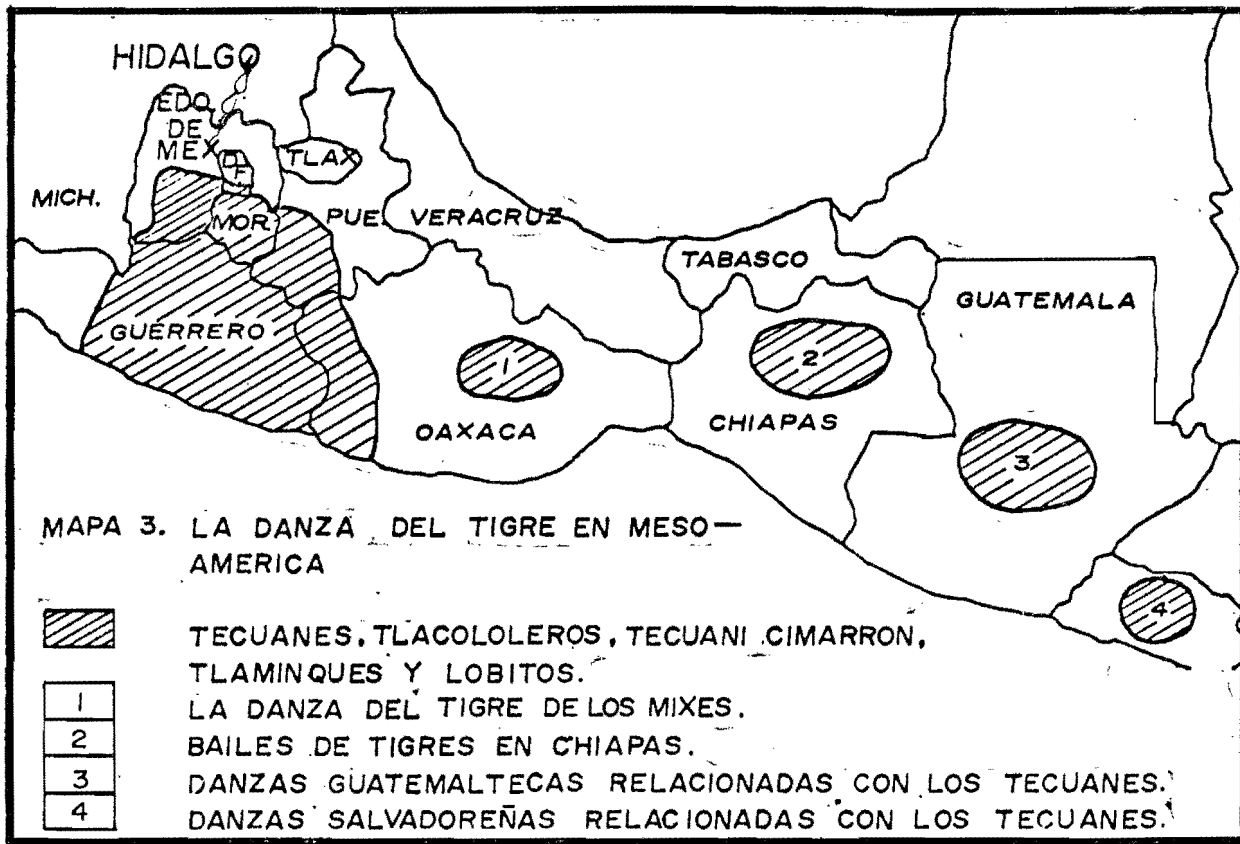 HIDALGO
EDO.
DE
MEX
D.
F.
TLAX
MICH.
MOR.
PUE.
VERACRUZ
TABASCO
GUATEMALA
GUERRERO
1
2
OAXACA
CHIAPAS
3
4
MAPA 3. LA DANZA DEL TIGRE EN MESO—
AMERICA
TECUANES, TLACOLOLEROS, TECUANI CIMARRON,
TLAMINQUES Y LOBITOS.
1 LA DANZA DEL TIGRE DE LOS MIXES.
2 BAILES DE TIGRES EN CHIAPAS.
3 DANZAS GUATEMALTECAS RELACIONADAS CON LOS TECUANES.
4 DANZAS SALVADOREÑAS RELACIONADAS CON LOS TECUANES.